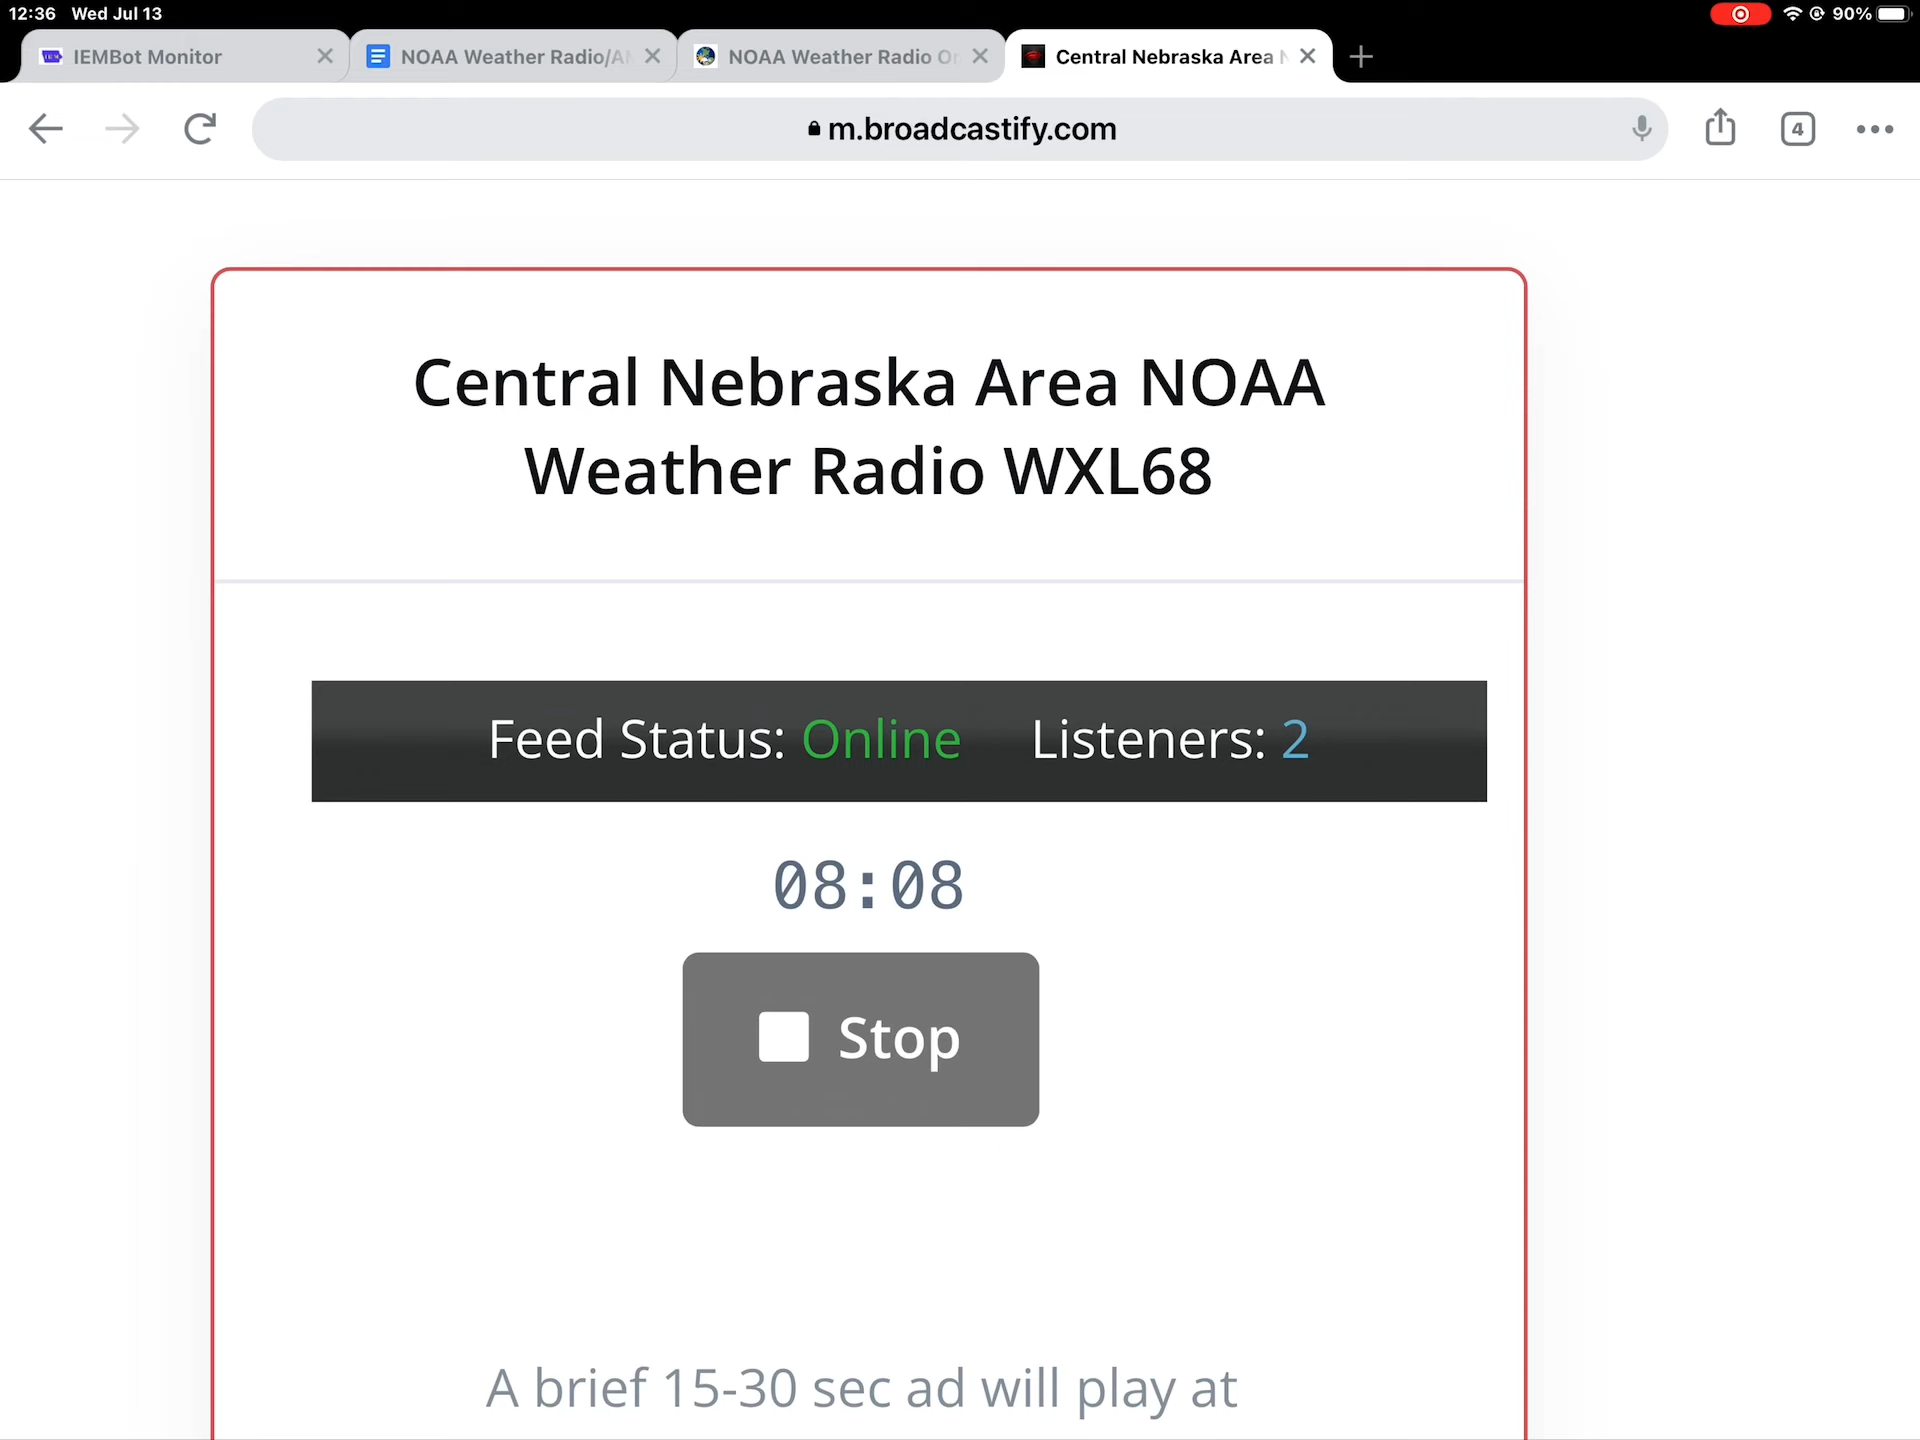 12:36 Wed Jul 13
90%
IEMBot Monitor
NOAA Weather Radio/A
NOAA Weather Radio O
Central Nebraska Area
m.broadcastify.com
4
Central Nebraska Area NOAA
Weather Radio WXL68
Feed Status: Online Listeners: 2
08:08
Stop
A brief 15-30 sec ad will play at